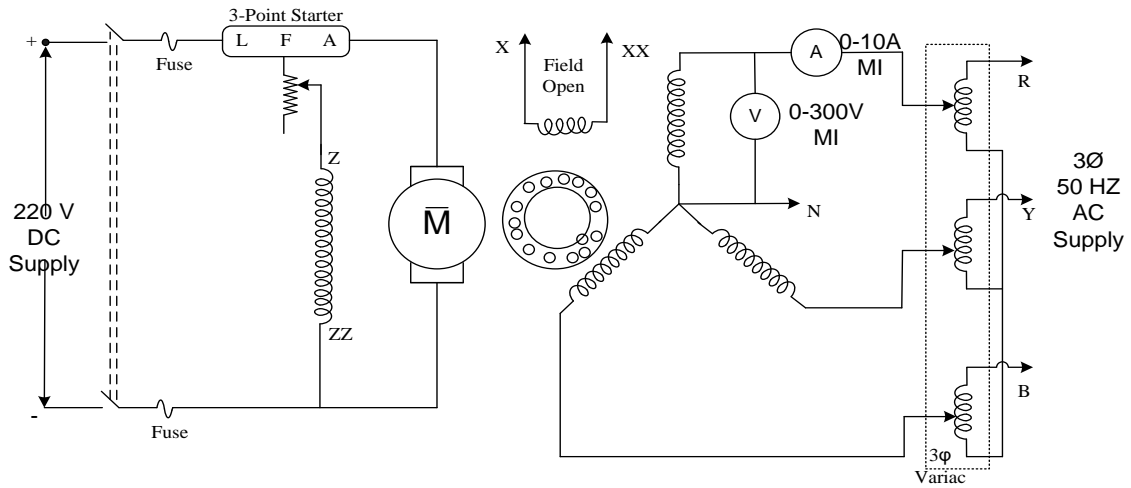 3-Point Starter
L F A
+
Fuse
220 V
DC
Supply
-
Fuse
Z
ZZ
M
X
XX
Field
Open
A
0-10A
MI
V
0-300V
MI
N
R
Y
B
3Ø
50 HZ
AC
Supply
3φ
Variac